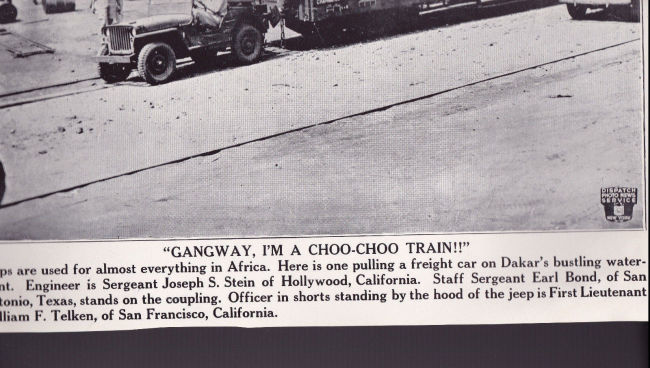 DISPATCH
PHOTO NEWS
SERVICE
NEW YORK
"GANGWAY, I'M A CHOO-CHOO TRAIN!!"
ps are used for almost everything in Africa. Here is one pulling a freight car on Dakar's bustling water-
nt. Engineer is Sergeant Joseph S. Stein of Hollywood, California. Staff Sergeant Earl Bond, of San
tonio, Texas, stands on the coupling. Officer in shorts standing by the hood of the jeep is First Lieutenant
lliam F. Telken, of San Francisco, California.